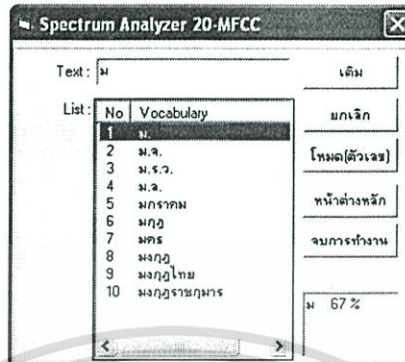 Spectrum Analyzer 20-MFCC
Text : ม
เติม
List :
No Vocabulary
1 ม.
2 ม.จ.
3 ม.ร.ว.
4 ม.ล.
5 มกราคม
6 มกุฎ
7 มคธ
8 มงกุฎ
9 มงกุฎไทย
10 มงกุฎราชกุมาร
ยกเลิก
โหมด(ตัวเลข)
หน้าต่างหลัก
จบการทำงาน
ม 67 %